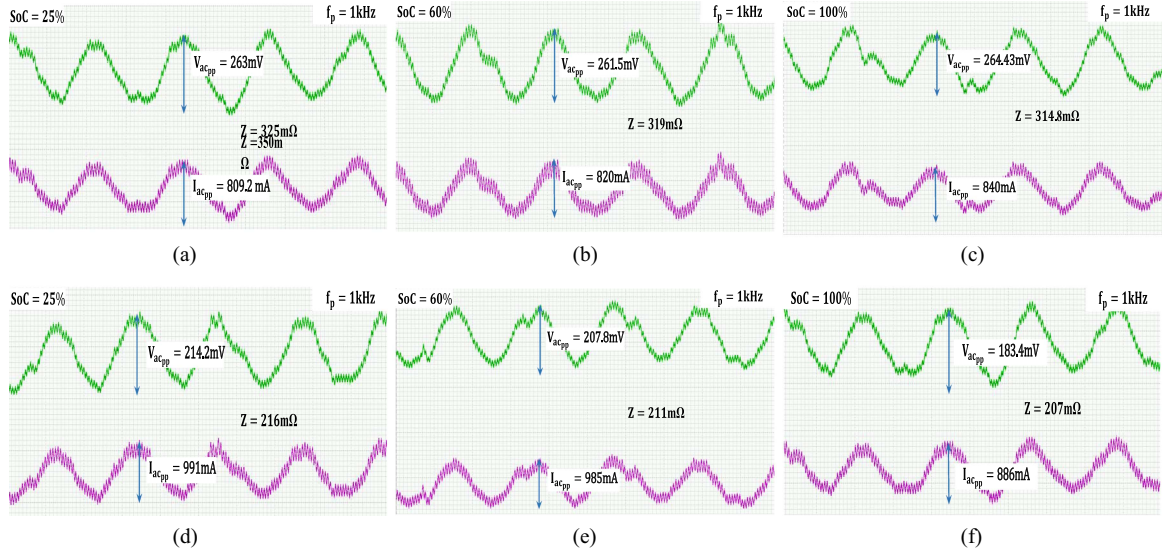 SoC = 25%
f_p = 1kHz
V_ac_pp = 263mV
Z = 325mΩ
Z = 350m
Ω
I_ac_pp = 809.2 mA
(a)
SoC = 60%
f_p = 1kHz
V_ac_pp = 261.5mV
Z = 319mΩ
I_ac_pp = 820mA
(b)
SoC = 100%
f_p = 1kHz
V_ac_pp = 264.43mV
Z = 314.8mΩ
I_ac_pp = 840mA
(c)
SoC = 25%
f_p = 1kHz
V_ac_pp = 214.2mV
Z = 216mΩ
I_ac_pp = 991mA
(d)
SoC = 60%
f_p = 1kHz
V_ac_pp = 207.8mV
Z = 211mΩ
I_ac_pp = 985mA
(e)
SoC = 100%
f_p = 1kHz
V_ac_pp = 183.4mV
Z = 207mΩ
I_ac_pp = 886mA
(f)